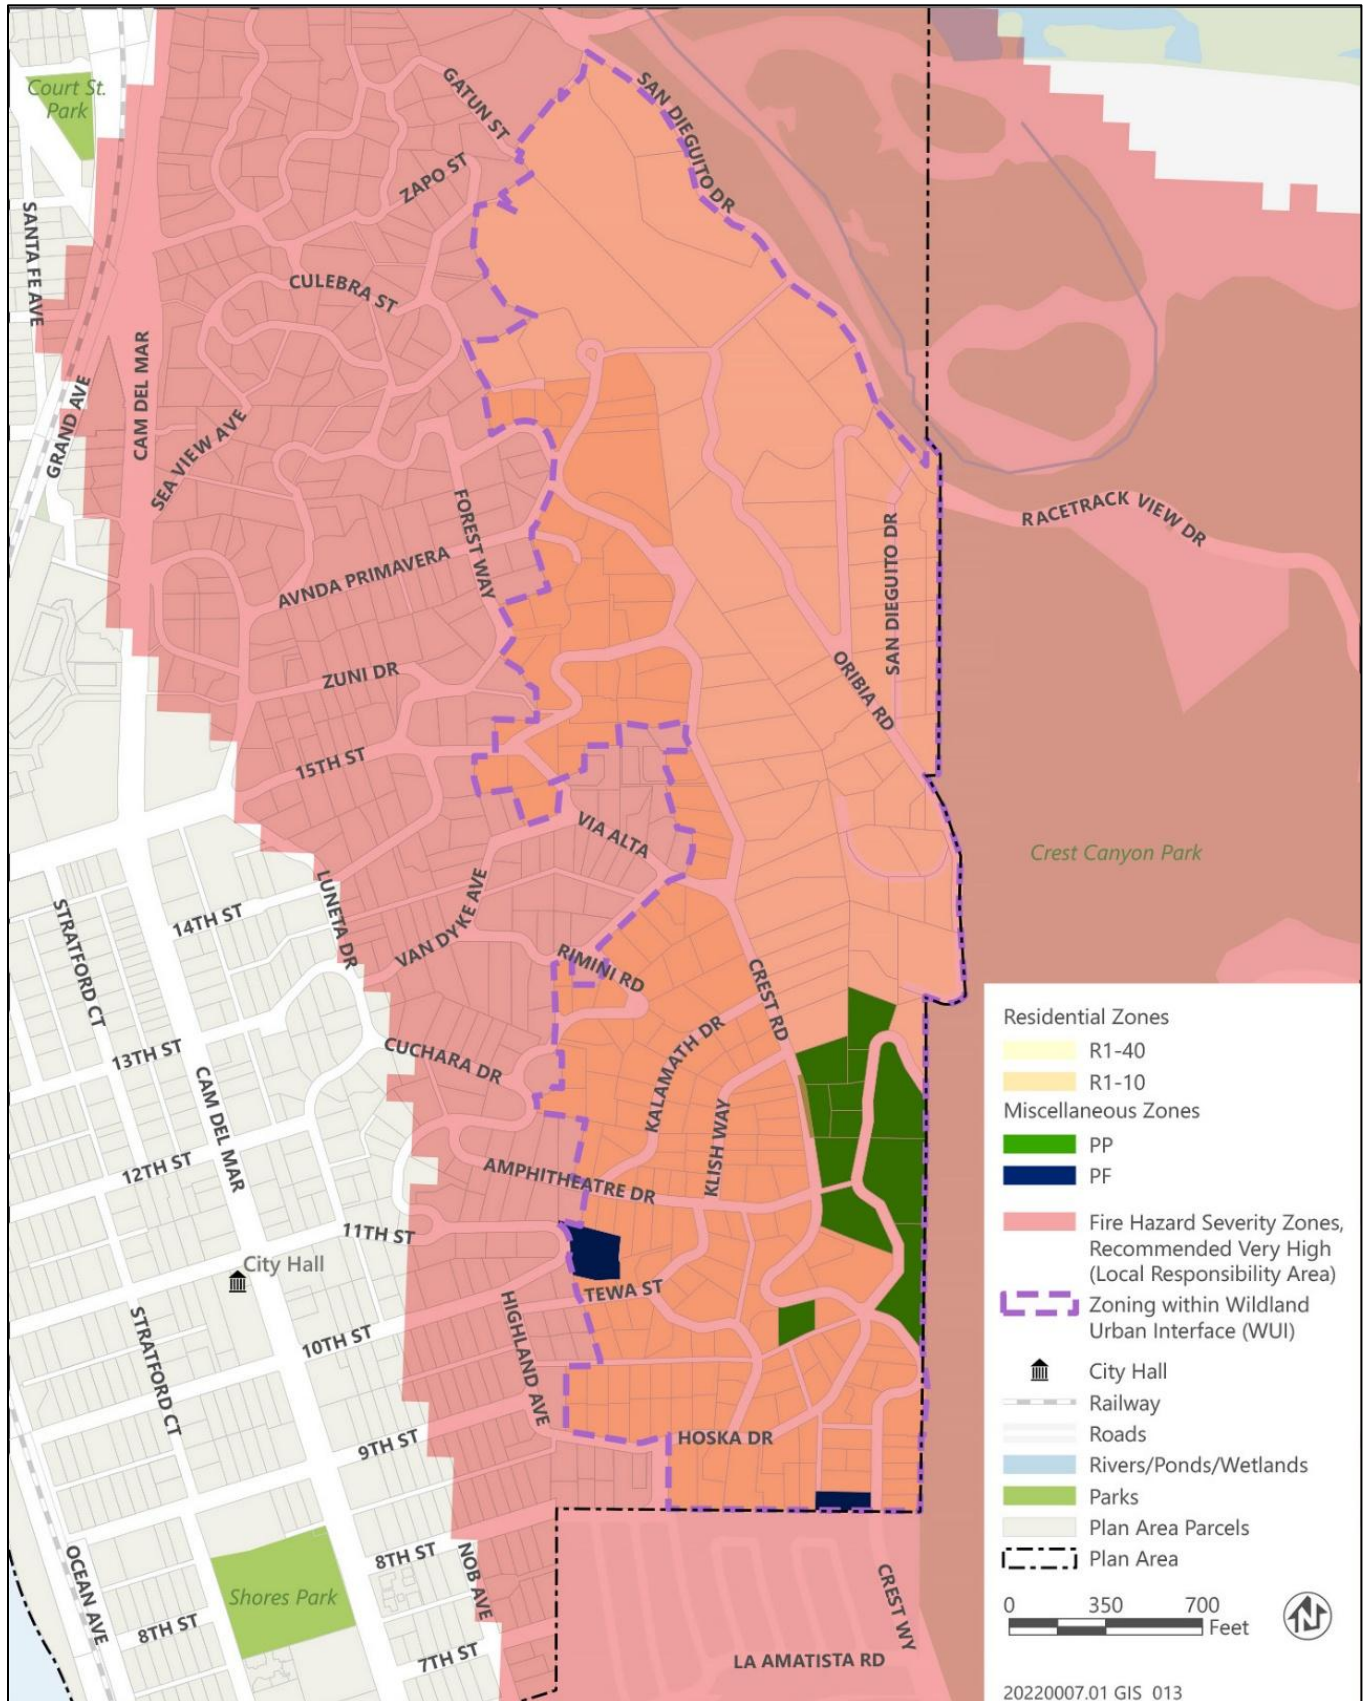 Court St.
Park
GATUN ST
SAN DIEGUITO DR
ZAPO ST
SANTA FE AVE
CULEBRA ST
CAM DEL MAR
GRAND AVE
SEA VIEW AVE
FOREST WAY
RACETRACK VIEW DR
SAN DIEGUITO DR
AVNDA PRIMAVERA
ZUNI DR
ORIBIA RD
15TH ST
VIA ALTA
Crest Canyon Park
LUNETA DR
VAN DYKE AVE
14TH ST
STRATFORD CT
RIMINI RD
CREST RD
13TH ST
CUCHARA DR
KALAMATH DR
CAM DEL MAR
KLISH WAY
12TH ST
AMPHITHEATRE DR
11TH ST
City Hall
TEWA ST
HIGHLAND AVE
10TH ST
STRATFORD CT
HOSKA DR
9TH ST
8TH ST
NOB AVE
OCEAN AVE
Shores Park
CREST WY
8TH ST
7TH ST
LA AMATISTA RD
Residential Zones
R1-40
R1-10
Miscellaneous Zones
PP
PF
Fire Hazard Severity Zones,
Recommended Very High
(Local Responsibility Area)
Zoning within Wildland
Urban Interface (WUI)
City Hall
Railway
Roads
Rivers/Ponds/Wetlands
Parks
Plan Area Parcels
Plan Area
0 350 700
Feet
N
20220007.01 GIS 013